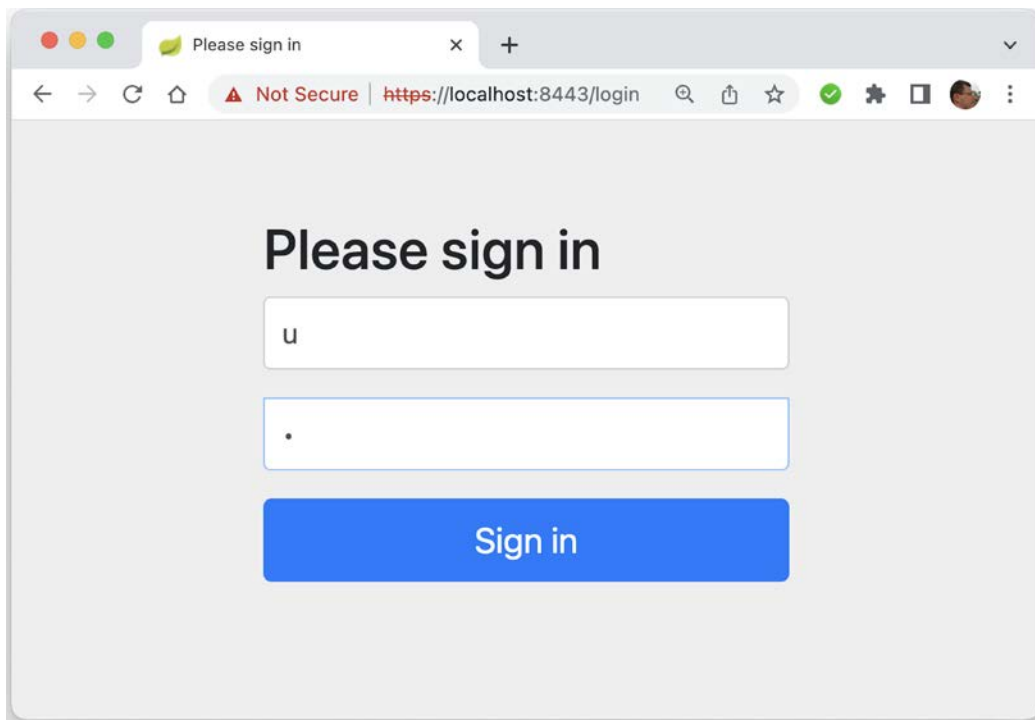 Please sign in
Not Secure | https://localhost:8443/login
Please sign in
u
•
Sign in